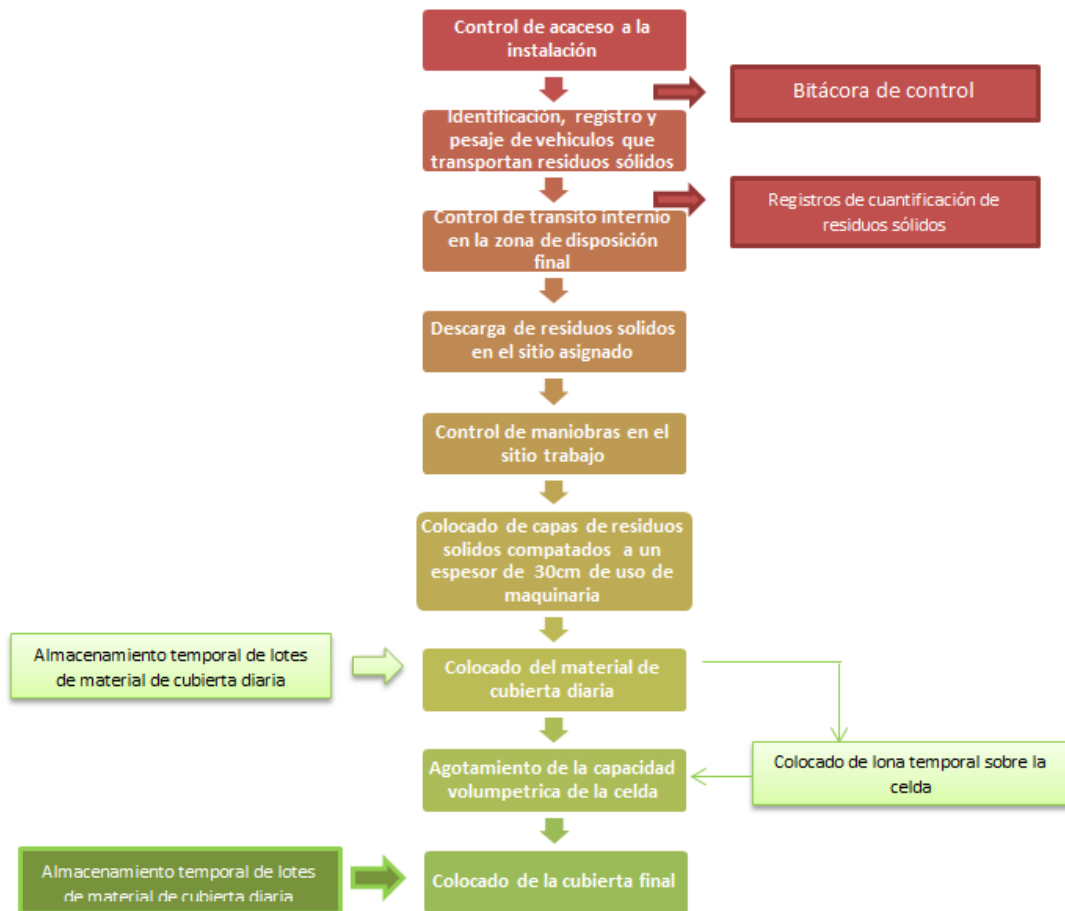 Control de acaceso a la
instalación
Bitácora de control
Identificación, registro y
pesaje de vehiculos que
transportan residuos sólidos
Registros de cuantificación de
residuos sólidos
Control de transito internio
en la zona de disposición
final
Descarga de residuos solidos
en el sitio asignado
Control de maniobras en el
sitio trabajo
Colocado de capas de residuos
solidos compatados a un
espesor de 30cm de uso de
maquinaria
Almacenamiento temporal de lotes
de material de cubierta diaria
Colocado del material de
cubierta diaria
Colocado de lona temporal sobre la
celda
Agotamiento de la capacidad
volumpetrica de la celda
Almacenamiento temporal de lotes
de material de cubierta diaria
Colocado de la cubierta final